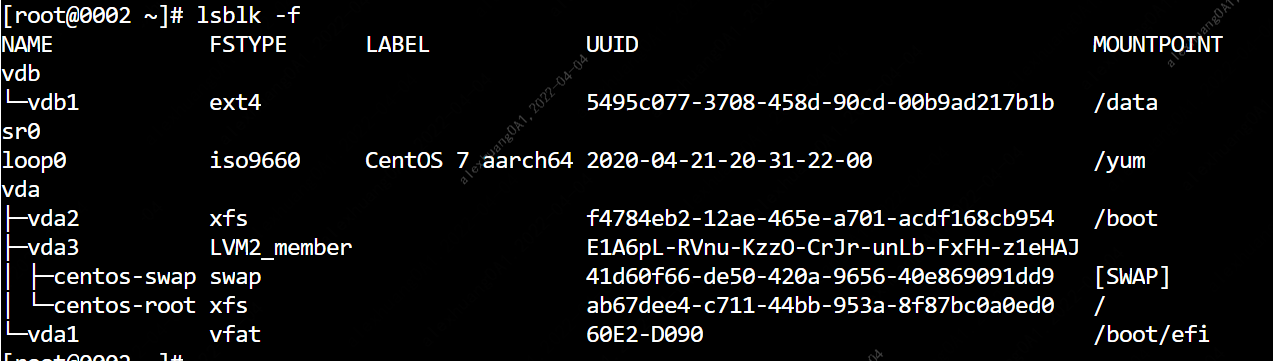 [root@0002 ~]# lsblk -f
NAME            FSTYPE     LABEL          UUID                                   MOUNTPOINT
vdb
└─vdb1          ext4                      5495c077-3708-458d-90cd-00b9ad217b1b   /data
sr0
loop0           iso9660    CentOS 7 aarch64 2020-04-21-20-31-22-00               /yum
vda
├─vda2          xfs                       f4784eb2-12ae-465e-a701-acdf168cb954   /boot
├─vda3          LVM2_member               E1A6pL-RVnu-KzzO-CrJr-unLb-FxFH-z1eHAJ
│ ├─centos-swap swap                      41d60f66-de50-420a-9656-40e869091dd9   [SWAP]
│ └─centos-root xfs                       ab67dee4-c711-44bb-953a-8f87bc0a0ed0   /
└─vda1          vfat                      60E2-D090                              /boot/efi
[root@0002 ~]#